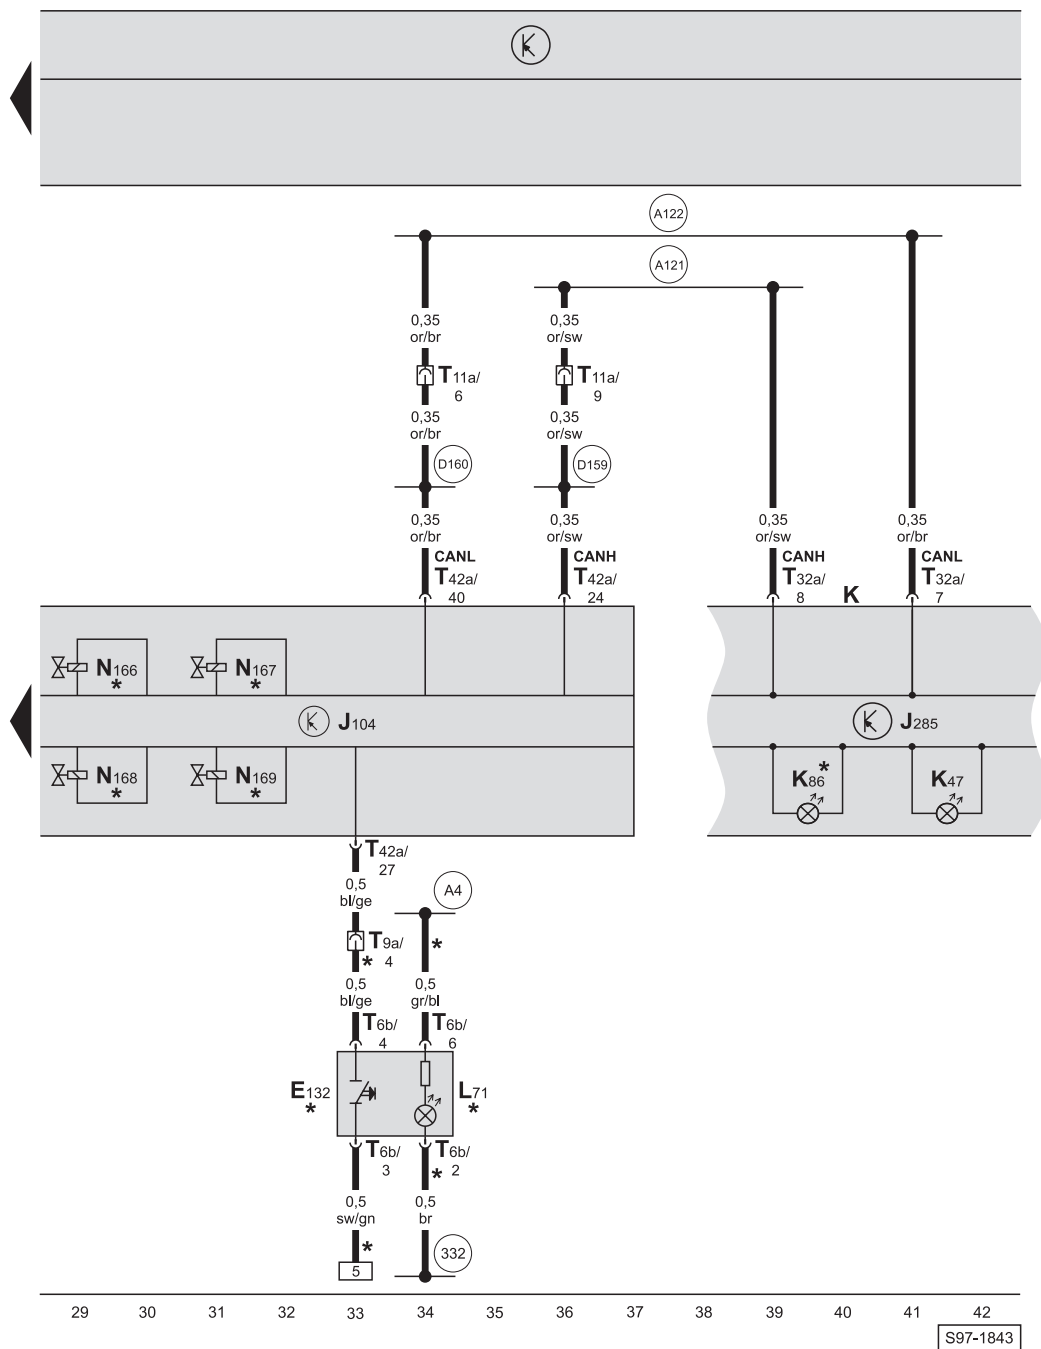 A122
A121
0,35 0,35
or/br or/sw
T11a/ T11a/
6 9
0,35 0,35
or/br or/sw
D160 D159
0,35 0,35 0,35 0,35
or/br or/sw or/sw or/br
CANL CANH CANH CANL
T42a/ T42a/ T32a/ T32a/
40 24 8 K 7
N166 N167
* *
J104 J285
N168 N169 K86 * K47
* *
T42a/
27
0,5
bl/ge
A4
T9a/ *
* 4
0,5 0,5
bl/ge gr/bl
T6b/ T6b/
4 6
E132 L71
* *
T6b/ T6b/
3 * 2
0,5 0,5
sw/gn br
* 332
5
29 30 31 32 33 34 35 36 37 38 39 40 41 42
S97-1843